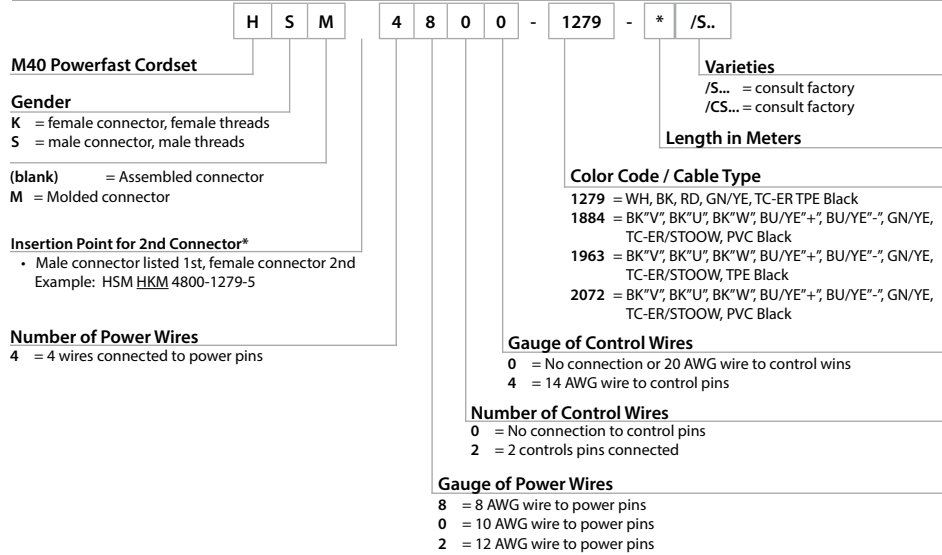 H S M 4 8 0 0 - 1279 - * /S..
M40 Powerfast Cordset
Gender
K = female connector, female threads
S = male connector, male threads
(blank) = Assembled connector
M = Molded connector
Insertion Point for 2nd Connector*
• Male connector listed 1st, female connector 2nd
Example: HSM HKM 4800-1279-5
Number of Power Wires
4 = 4 wires connected to power pins
Varieties
/S... = consult factory
/CS... = consult factory
Length in Meters
Color Code / Cable Type
1279 = WH, BK, RD, GN/YE, TC-ER TPE Black
1884 = BK"V", BK"U", BK"W", BU/YE"+", BU/YE"-", GN/YE,
TC-ER/STOOW, PVC Black
1963 = BK"V", BK"U", BK"W", BU/YE"+", BU/YE"-", GN/YE,
TC-ER/STOOW, TPE Black
2072 = BK"V", BK"U", BK"W", BU/YE"+", BU/YE"-", GN/YE,
TC-ER/STOOW, PVC Black
Gauge of Control Wires
0 = No connection or 20 AWG wire to control wins
4 = 14 AWG wire to control pins
Number of Control Wires
0 = No connection to control pins
2 = 2 controls pins connected
Gauge of Power Wires
8 = 8 AWG wire to power pins
0 = 10 AWG wire to power pins
2 = 12 AWG wire to power pins